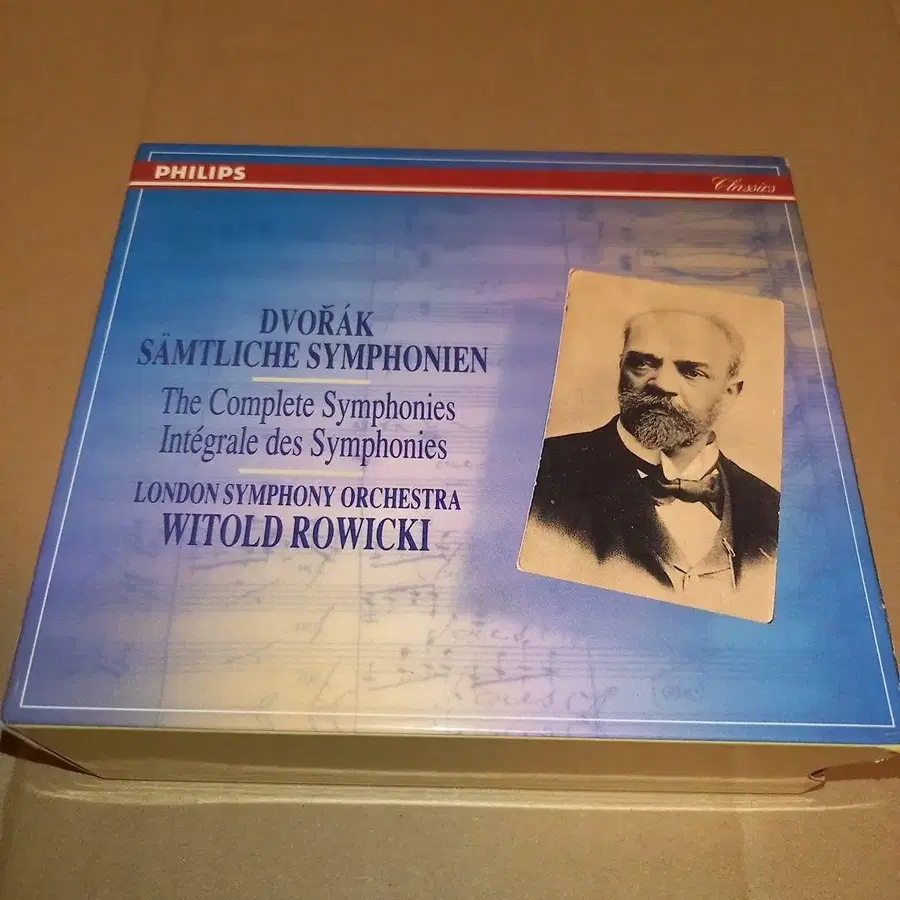 PHILIPS
Classics
DVOŘÁK
SÄMTLICHE SYMPHONIEN
The Complete Symphonies
Intégrale des Symphonies
LONDON SYMPHONY ORCHESTRA
WITOLD ROWICKI